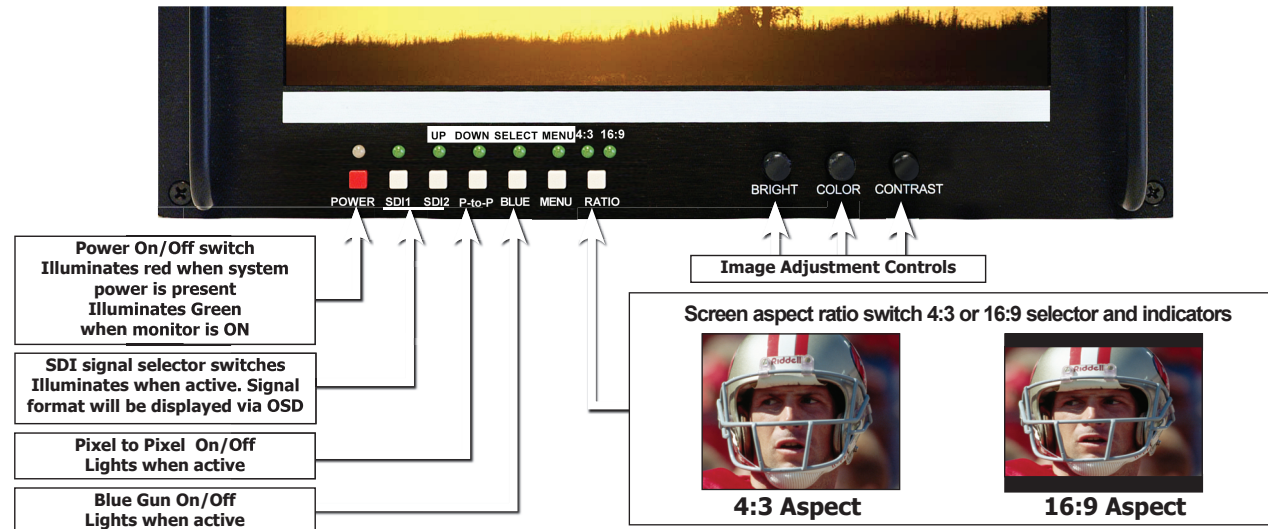 UP DOWN SELECT MENU 4:3 16:9
POWER SDI1 SDI2 P-to-P BLUE MENU RATIO
BRIGHT COLOR CONTRAST
Power On/Off switch
Illuminates red when system
power is present
Illuminates Green
when monitor is ON
SDI signal selector switches
Illuminates when active. Signal
format will be displayed via OSD
Pixel to Pixel On/Off
Lights when active
Blue Gun On/Off
Lights when active
Image Adjustment Controls
Screen aspect ratio switch 4:3 or 16:9 selector and indicators
Riddell
Riddell
4:3 Aspect
16:9 Aspect